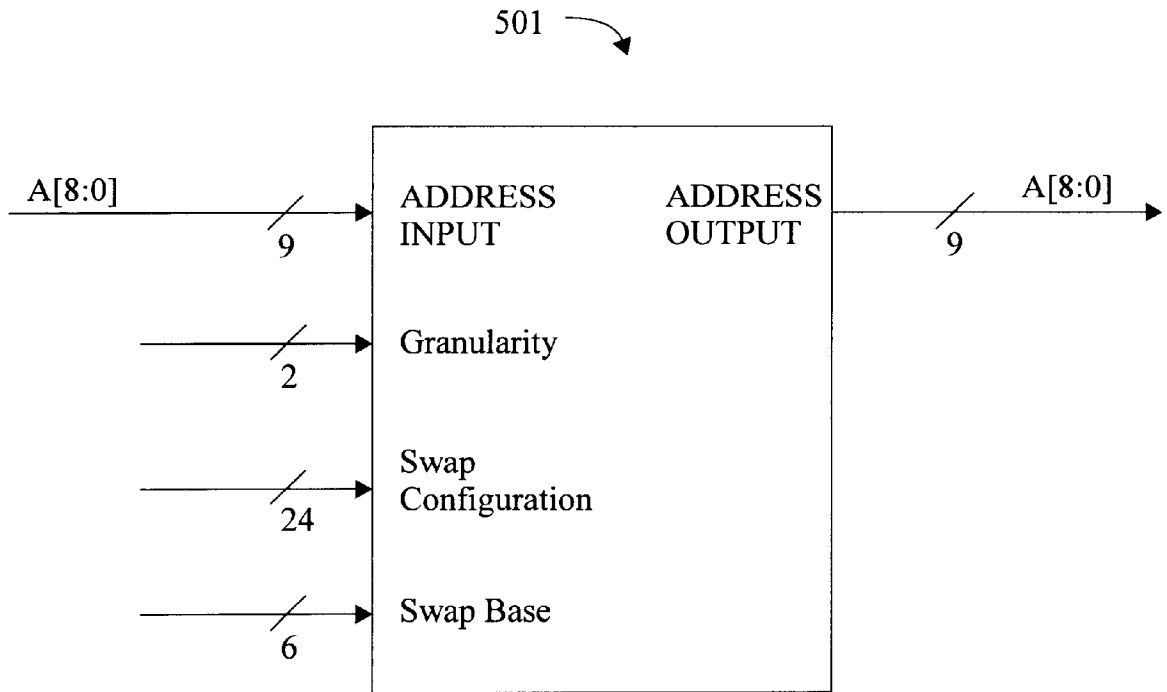 501
A[8:0]
9
ADDRESS
INPUT
ADDRESS
OUTPUT
A[8:0]
9
2
Granularity
24
Swap
Configuration
6
Swap Base